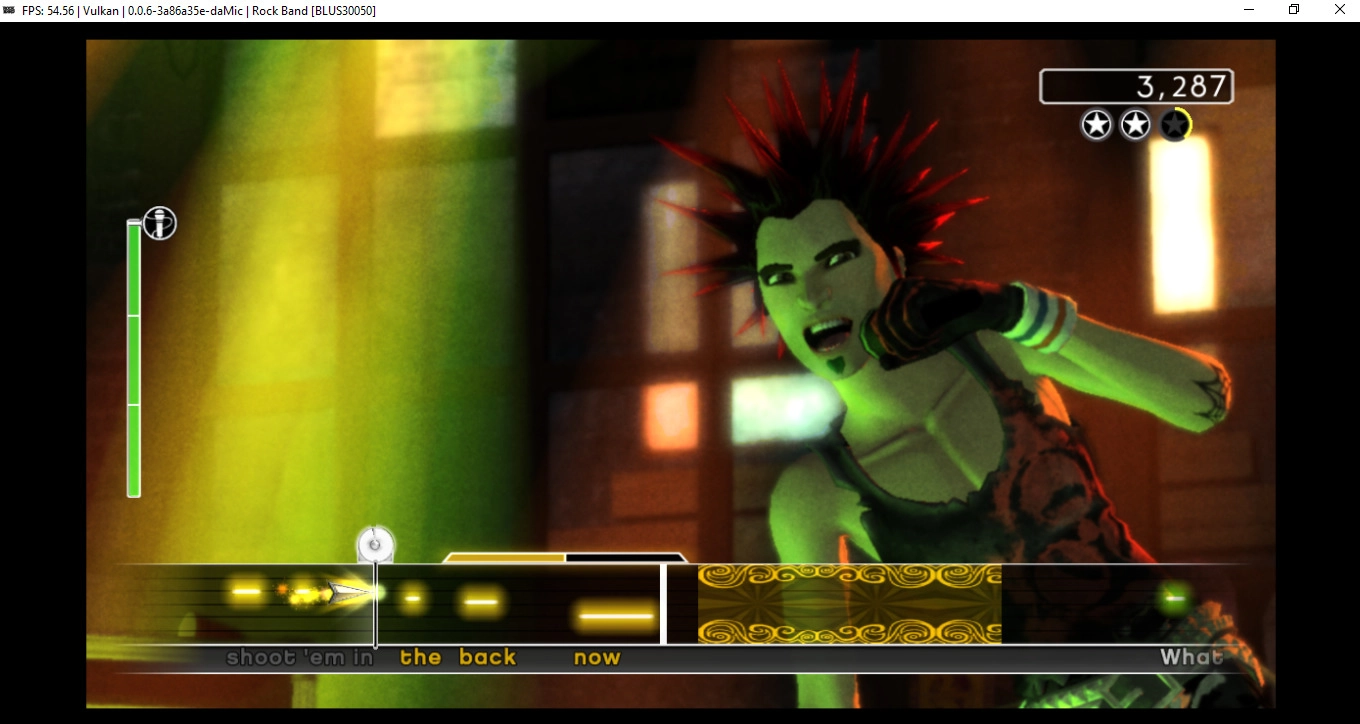 FPS: 54.56 | Vulkan | 0.0.6-3a86a35e-daMic | Rock Band [BLUS30050]
3,287
shoot 'em in the back now What